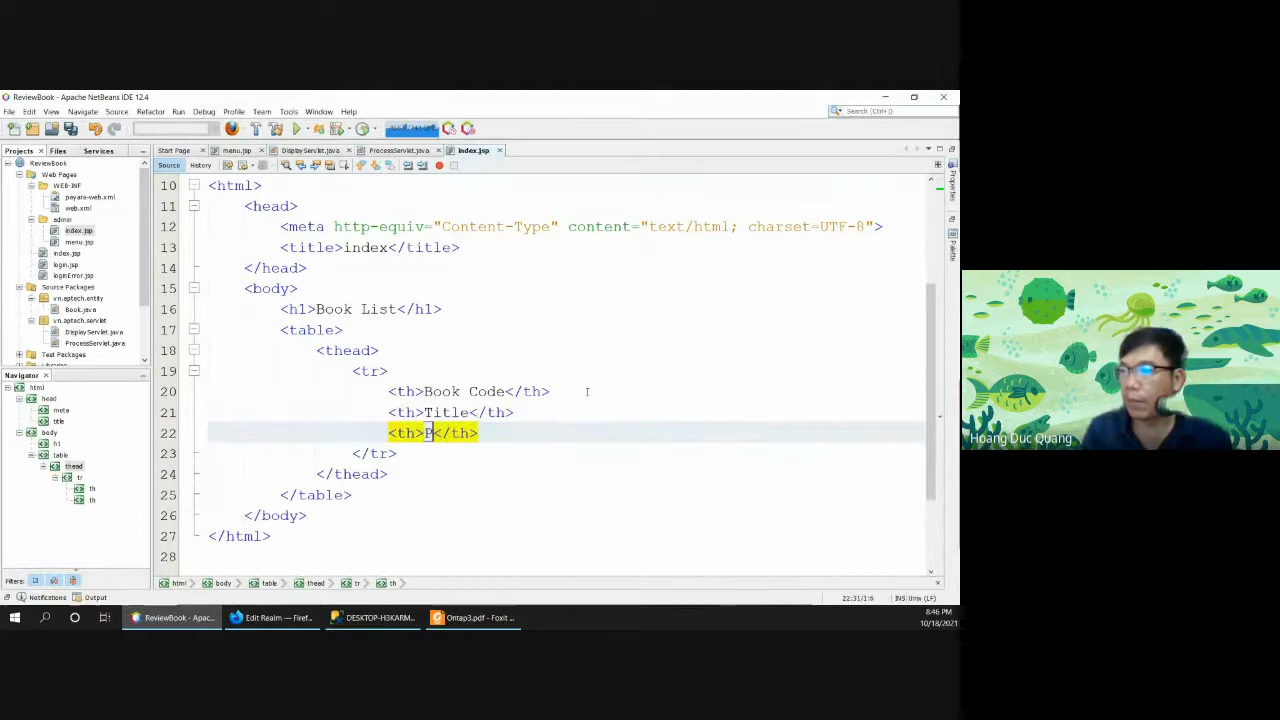 ReviewBook - Apache NetBeans IDE 12.4
File Edit View Navigate Source Refactor Run Debug Profile Team Tools Window Help
Search (Ctrl+I)
Projects Files Services
Start Page menu.jsp DisplayServlet.java ProcessServlet.java index.jsp
Source History
ReviewBook
Web Pages
WEB-INF
payara-web.xml
web.xml
admin
index.jsp
menu.jsp
index.jsp
login.jsp
loginError.jsp
Source Packages
vn.aptech.entity
Book.java
vn.aptech.servlet
DisplayServlet.java
ProcessServlet.java
Test Packages
Navigator
html
head
meta
title
body
h1
table
thead
tr
th
th
Filters:
10 <html>
11 <head>
12 <meta http-equiv="Content-Type" content="text/html; charset=UTF-8">
13 <title>index</title>
14 </head>
15 <body>
16 <h1>Book List</h1>
17 <table>
18 <thead>
19 <tr>
20 <th>Book Code</th>
21 <th>Title</th>
22 <th>P</th>
23 </tr>
24 </thead>
25 </table>
26 </body>
27 </html>
28
html body table thead tr th
Properties
Palette
Notifications Output
22:31/1:6 INS Unix (LF)
ReviewBook - Apac... Edit Realm — Firef... DESKTOP-H3KARM... Ontap3.pdf - Foxit ...
8:46 PM
10/18/2021
Hoang Duc Quang